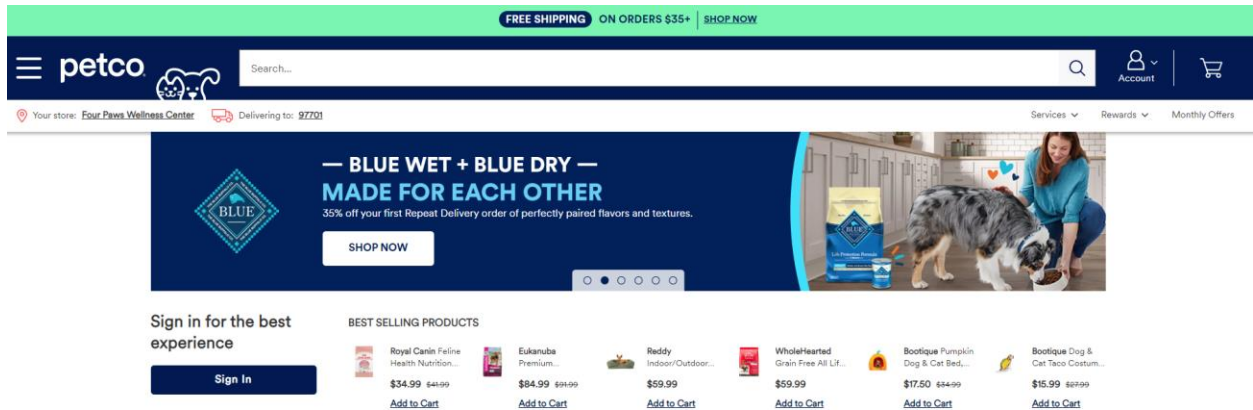 FREE SHIPPING ON ORDERS $35+ SHOP NOW
petco
Search...
Account
Your store: Four Paws Wellness Center Delivering to: 97701
Services Rewards Monthly Offers
BLUE
— BLUE WET + BLUE DRY —
MADE FOR EACH OTHER
35% off your first Repeat Delivery order of perfectly paired flavors and textures.
SHOP NOW
BLUE
Sign in for the best
experience
Sign In
BEST SELLING PRODUCTS
Royal Canin Feline
Health Nutrition...
$34.99 $41.99
Add to Cart
Eukanuba
Premium...
$84.99 $91.99
Add to Cart
Reddy
Indoor/Outdoor...
$59.99
Add to Cart
WholeHearted
Grain Free All Lif...
$59.99
Add to Cart
Bootique Pumpkin
Dog & Cat Bed,...
$17.50 $34.99
Add to Cart
Bootique Dog &
Cat Taco Costum...
$15.99 $27.99
Add to Cart